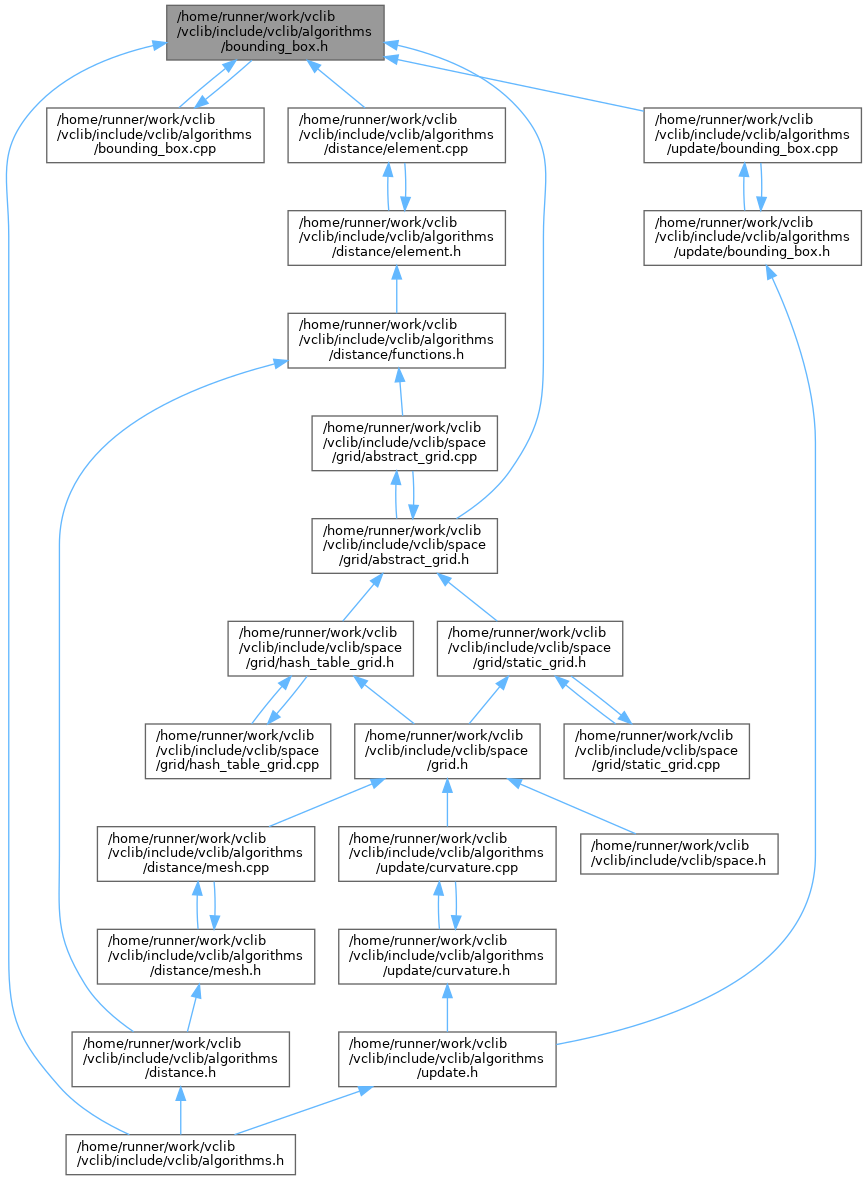 /home/runner/work/vclib
/vclib/include/vclib/algorithms
/bounding_box.h
/home/runner/work/vclib
/vclib/include/vclib/algorithms
/bounding_box.cpp
/home/runner/work/vclib
/vclib/include/vclib/algorithms
/distance/element.cpp
/home/runner/work/vclib
/vclib/include/vclib/algorithms
/update/bounding_box.cpp
/home/runner/work/vclib
/vclib/include/vclib/algorithms
/distance/element.h
/home/runner/work/vclib
/vclib/include/vclib/algorithms
/update/bounding_box.h
/home/runner/work/vclib
/vclib/include/vclib/algorithms
/distance/functions.h
/home/runner/work/vclib
/vclib/include/vclib/space
/grid/abstract_grid.cpp
/home/runner/work/vclib
/vclib/include/vclib/space
/grid/abstract_grid.h
/home/runner/work/vclib
/vclib/include/vclib/space
/grid/hash_table_grid.h
/home/runner/work/vclib
/vclib/include/vclib/space
/grid/static_grid.h
/home/runner/work/vclib
/vclib/include/vclib/space
/grid/hash_table_grid.cpp
/home/runner/work/vclib
/vclib/include/vclib/space
/grid.h
/home/runner/work/vclib
/vclib/include/vclib/space
/grid/static_grid.cpp
/home/runner/work/vclib
/vclib/include/vclib/algorithms
/distance/mesh.cpp
/home/runner/work/vclib
/vclib/include/vclib/algorithms
/update/curvature.cpp
/home/runner/work/vclib
/vclib/include/vclib/space.h
/home/runner/work/vclib
/vclib/include/vclib/algorithms
/distance/mesh.h
/home/runner/work/vclib
/vclib/include/vclib/algorithms
/update/curvature.h
/home/runner/work/vclib
/vclib/include/vclib/algorithms
/distance.h
/home/runner/work/vclib
/vclib/include/vclib/algorithms
/update.h
/home/runner/work/vclib
/vclib/include/vclib/algorithms.h